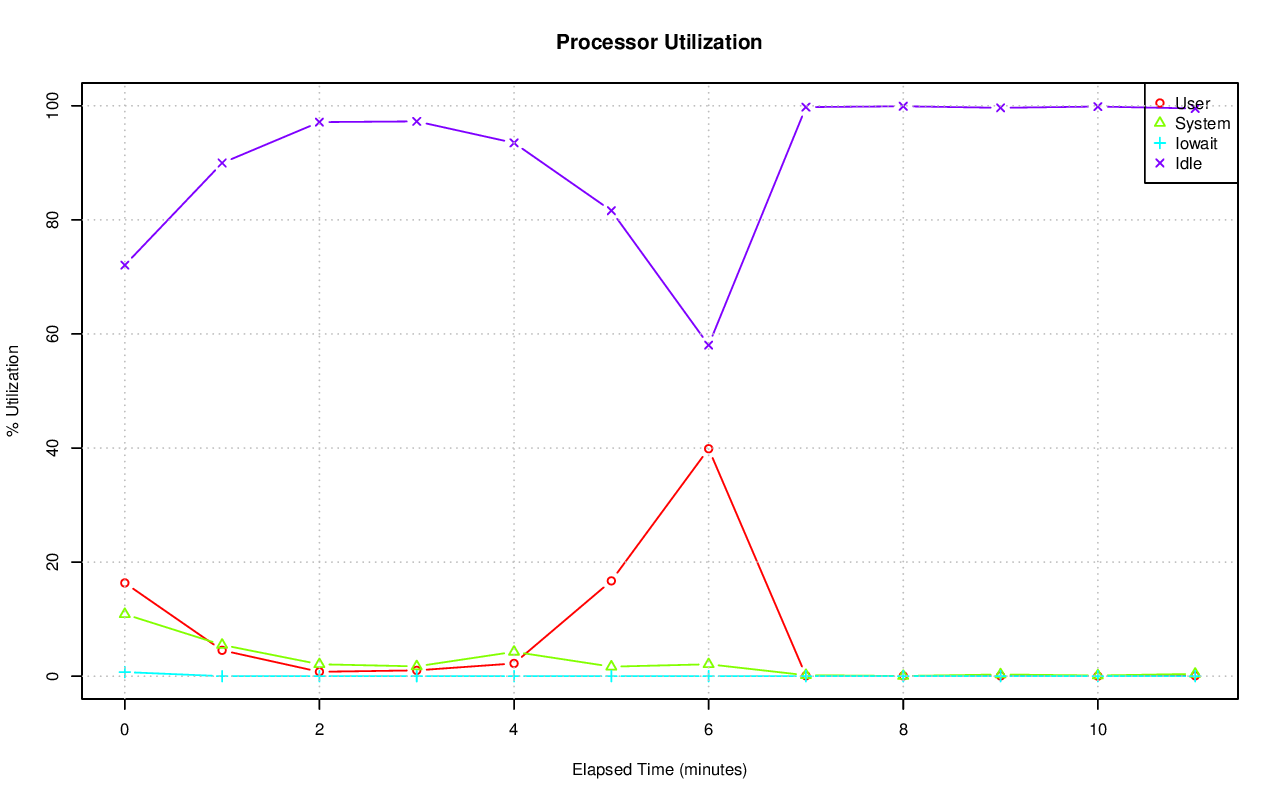 Processor Utilization
% Utilization
100
80
60
40
20
0
User
System
Iowait
Idle
0 2 4 6 8 10
Elapsed Time (minutes)